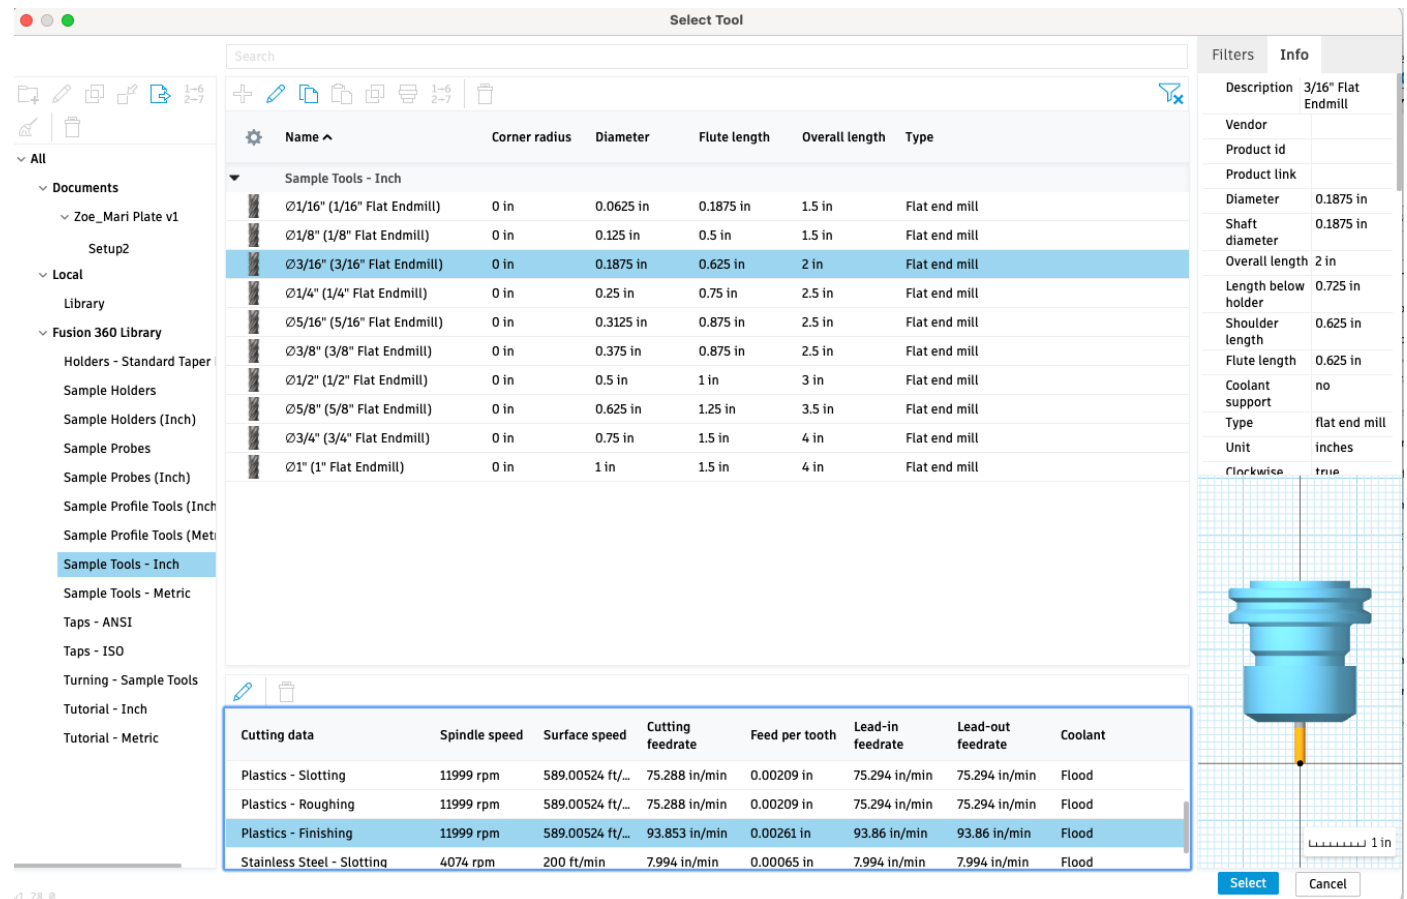 Select Tool
Search
Filters Info
1→6
2→7
1→6
2→7
All
Documents
Zoe_Mari Plate v1
Setup2
Local
Library
Fusion 360 Library
Holders - Standard Taper
Sample Holders
Sample Holders (Inch)
Sample Probes
Sample Probes (Inch)
Sample Profile Tools (Inch
Sample Profile Tools (Met
Sample Tools - Inch
Sample Tools - Metric
Taps - ANSI
Taps - ISO
Turning - Sample Tools
Tutorial - Inch
Tutorial - Metric
v1.28.0
Name Corner radius Diameter Flute length Overall length Type
Sample Tools - Inch
Ø1/16" (1/16" Flat Endmill) 0 in 0.0625 in 0.1875 in 1.5 in Flat end mill
Ø1/8" (1/8" Flat Endmill) 0 in 0.125 in 0.5 in 1.5 in Flat end mill
Ø3/16" (3/16" Flat Endmill) 0 in 0.1875 in 0.625 in 2 in Flat end mill
Ø1/4" (1/4" Flat Endmill) 0 in 0.25 in 0.75 in 2.5 in Flat end mill
Ø5/16" (5/16" Flat Endmill) 0 in 0.3125 in 0.875 in 2.5 in Flat end mill
Ø3/8" (3/8" Flat Endmill) 0 in 0.375 in 0.875 in 2.5 in Flat end mill
Ø1/2" (1/2" Flat Endmill) 0 in 0.5 in 1 in 3 in Flat end mill
Ø5/8" (5/8" Flat Endmill) 0 in 0.625 in 1.25 in 3.5 in Flat end mill
Ø3/4" (3/4" Flat Endmill) 0 in 0.75 in 1.5 in 4 in Flat end mill
Ø1" (1" Flat Endmill) 0 in 1 in 1.5 in 4 in Flat end mill
Cutting data Spindle speed Surface speed Cutting feedrate Feed per tooth Lead-in feedrate Lead-out feedrate Coolant
Plastics - Slotting 11999 rpm 589.00524 ft/... 75.288 in/min 0.00209 in 75.294 in/min 75.294 in/min Flood
Plastics - Roughing 11999 rpm 589.00524 ft/... 75.288 in/min 0.00209 in 75.294 in/min 75.294 in/min Flood
Plastics - Finishing 11999 rpm 589.00524 ft/... 93.853 in/min 0.00261 in 93.86 in/min 93.86 in/min Flood
Stainless Steel - Slotting 4074 rpm 200 ft/min 7.994 in/min 0.00065 in 7.994 in/min 7.994 in/min Flood
Description 3/16" Flat Endmill
Vendor
Product id
Product link
Diameter 0.1875 in
Shaft diameter 0.1875 in
Overall length 2 in
Length below holder 0.725 in
Shoulder length 0.625 in
Flute length 0.625 in
Coolant support no
Type flat end mill
Unit inches
Clockwise true
1 in
Select Cancel